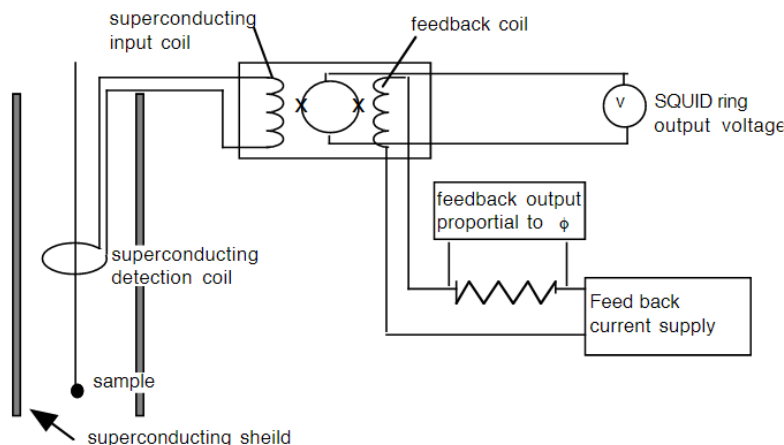 superconducting
input coil
feedback coil
X
X
V
SQUID ring
output voltage
feedback output
proportial to ϕ
superconducting
detection coil
Feed back
current supply
sample
superconducting sheild